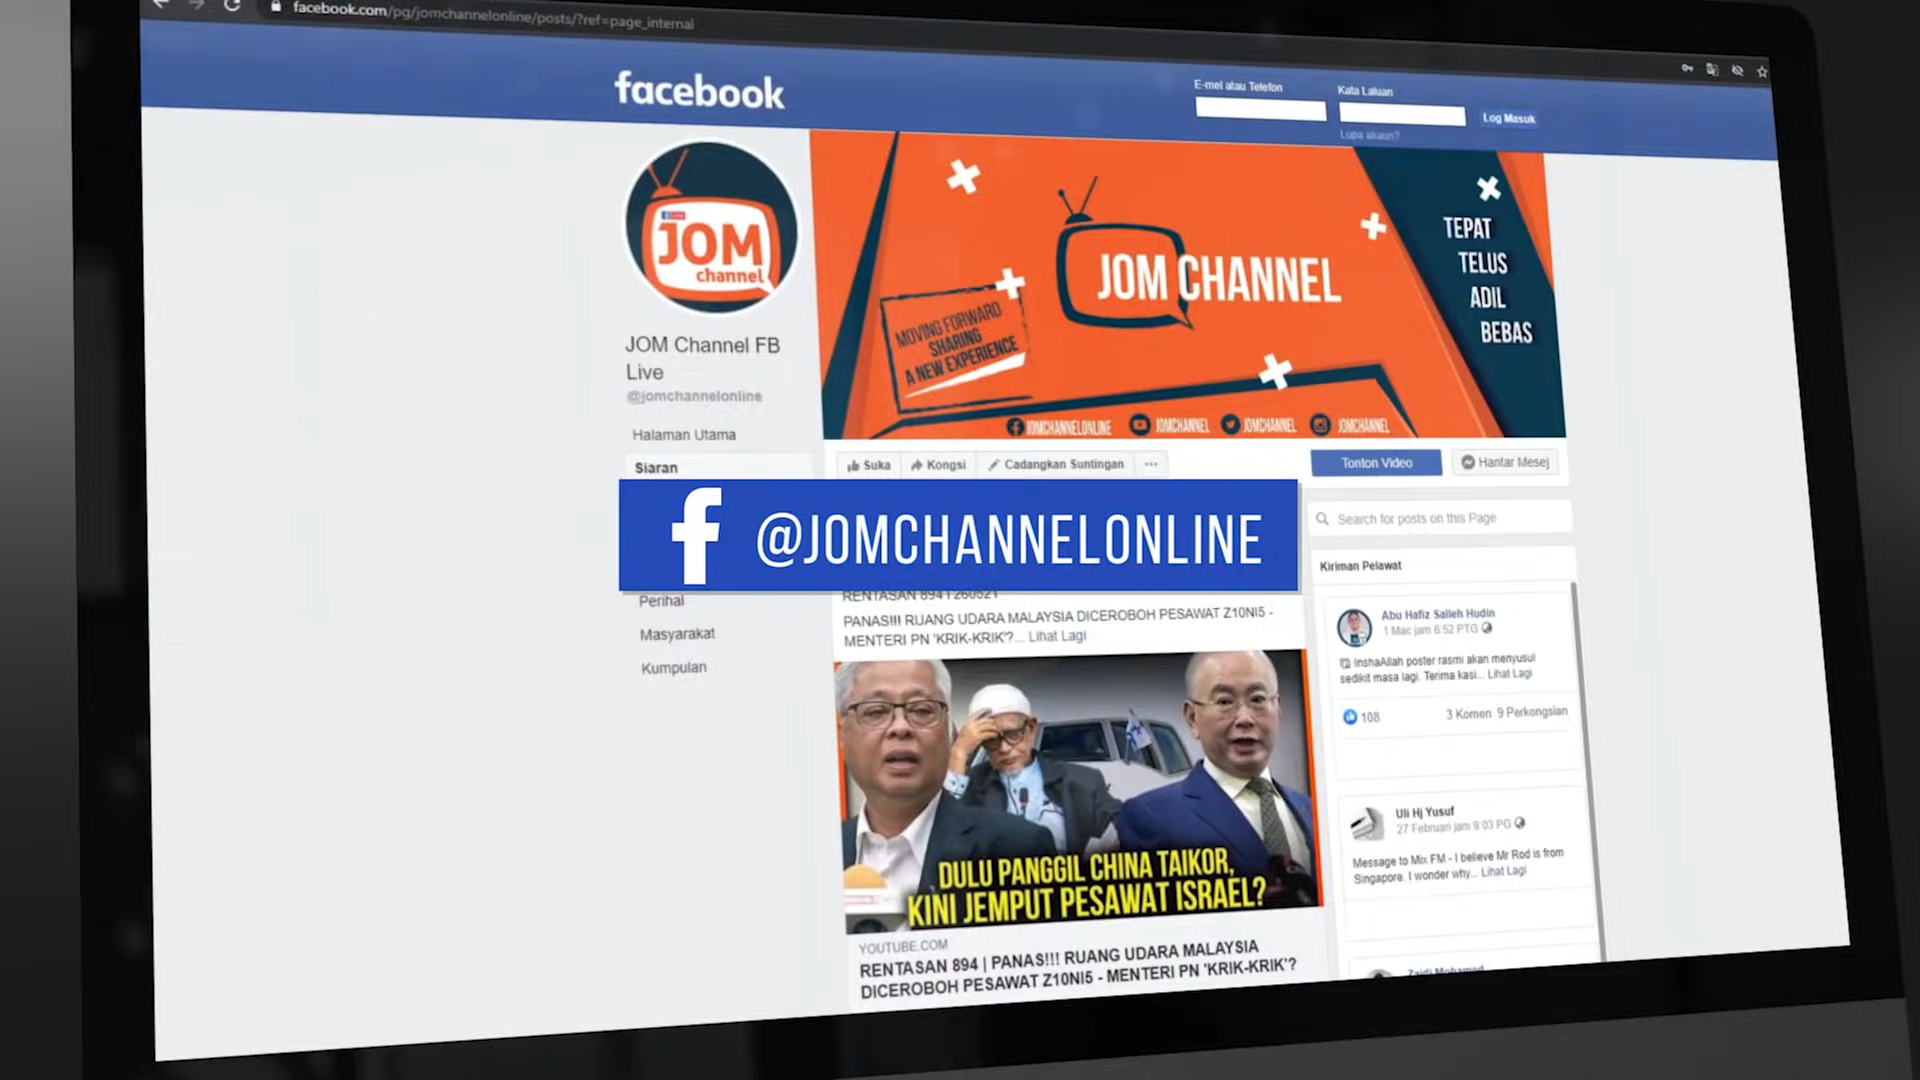 facebook.com/pg/jomchannelonline/posts/?ref=page_internal
facebook
E-mel atau Telefon
Kata Laluan
Log Masuk
Lupa akaun?
JOM
channel
JOM Channel FB
Live
@jomchannelonline
Halaman Utama
Siaran
Perihal
Masyarakat
Kumpulan
MOVING FORWARD
SHARING
A NEW EXPERIENCE
JOM CHANNEL
TEPAT
TELUS
ADIL
BEBAS
JOMCHANNELONLINE
JOMCHANNEL
JOMCHANNEL
JOMCHANNEL
Suka
Kongsi
Cadangkan Suntingan
Tonton Video
Hantar Mesej
@JOMCHANNELONLINE
RENTASAN 894 | 260521
PANAS!!! RUANG UDARA MALAYSIA DICEROBOH PESAWAT Z10NI5 -
MENTERI PN 'KRIK-KRIK'?... Lihat Lagi
DULU PANGGIL CHINA TAIKOR,
KINI JEMPUT PESAWAT ISRAEL?
YOUTUBE.COM
RENTASAN 894 | PANAS!!! RUANG UDARA MALAYSIA
DICEROBOH PESAWAT Z10NI5 - MENTERI PN 'KRIK-KRIK'?
Search for posts on this Page
Kiriman Pelawat
Abu Hafiz Salleh Hudin
1 Mac jam 6:52 PTG
InshaAllah poster rasmi akan menyusul
sedikit masa lagi. Terima kasi... Lihat Lagi
108
3 Komen 9 Perkongsian
Uli Hj Yusuf
27 Februari jam 9:03 PG
Message to Mix FM - I believe Mr Rod is from
Singapore. I wonder why... Lihat Lagi
Zaidi Mohamed